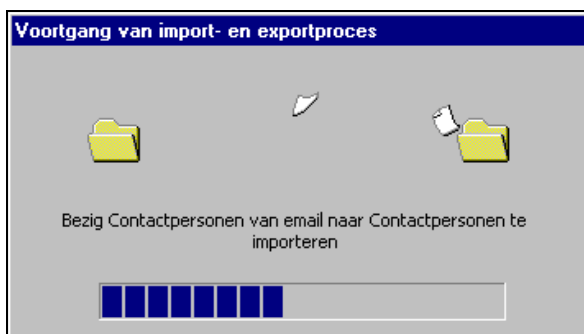 Voortgang van import- en exportproces
Bezig Contactpersonen van email naar Contactpersonen te
importeren